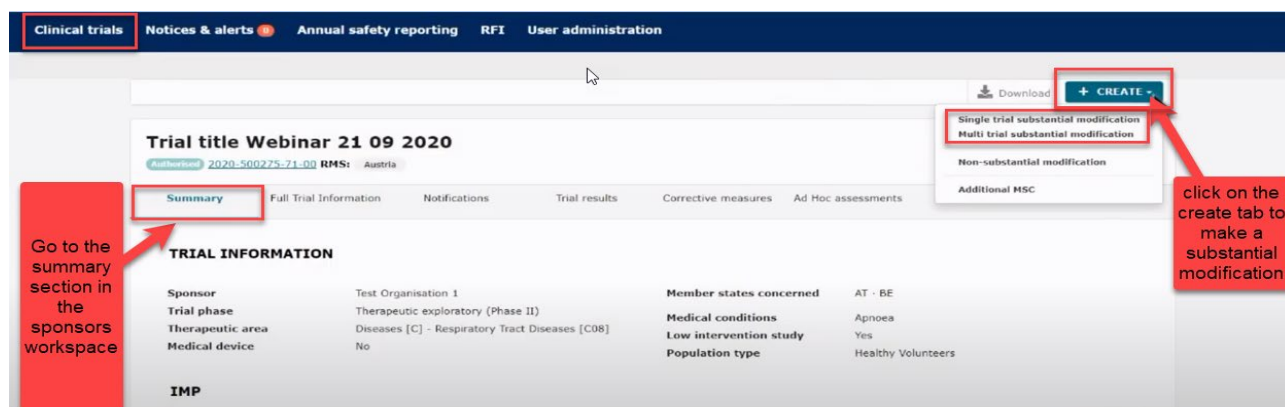 Clinical trials Notices & alerts 0 Annual safety reporting RFI User administration
Download + CREATE
Single trial substantial modification
Multi trial substantial modification
Non-substantial modification
Additional MSC
Trial title Webinar 21 09 2020
Authorised 2020-500275-71-00 RMS: Austria
Summary Full Trial Information Notifications Trial results Corrective measures Ad Hoc assessments
click on the
create tab to
make a
substantial
modification
Go to the
summary
section in
the
sponsors
workspace
TRIAL INFORMATION
Sponsor Test Organisation 1
Trial phase Therapeutic exploratory (Phase II)
Therapeutic area Diseases [C] - Respiratory Tract Diseases [C08]
Medical device No
Member states concerned AT - BE
Medical conditions Apnoea
Low intervention study Yes
Population type Healthy Volunteers
IMP